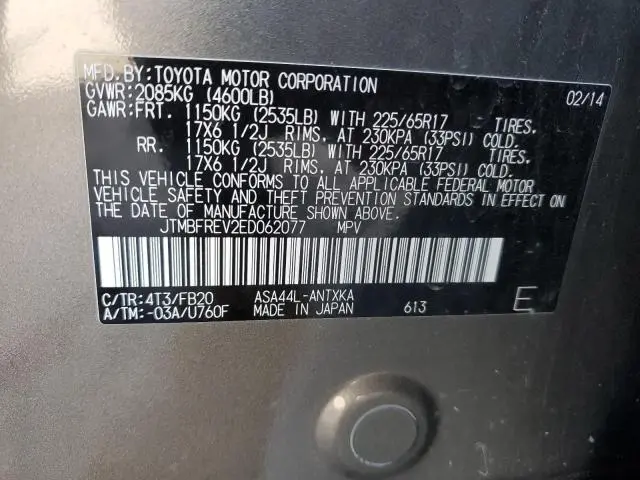 MFD. BY: TOYOTA MOTOR CORPORATION 02/14
GVWR: 2085KG (4600LB)
GAWR: FRT. 1150KG (2535LB) WITH 225/65R17 TIRES.
17X6 1/2J RIMS. AT 230KPA (33PSI) COLD.
RR. 1150KG (2535LB) WITH 225/65R17 TIRES.
17X6 1/2J RIMS. AT 230KPA (33PSI) COLD.
THIS VEHICLE CONFORMS TO ALL APPLICABLE FEDERAL MOTOR
VEHICLE SAFETY AND THEFT PREVENTION STANDARDS IN EFFECT ON
THE DATE OF MANUFACTURE SHOWN ABOVE.
JTMBFREV2ED062077 MPV
C/TR: 4T3/FB20 ASA44L-ANTXKA
A/TM: -03A/U760F MADE IN JAPAN 613 E